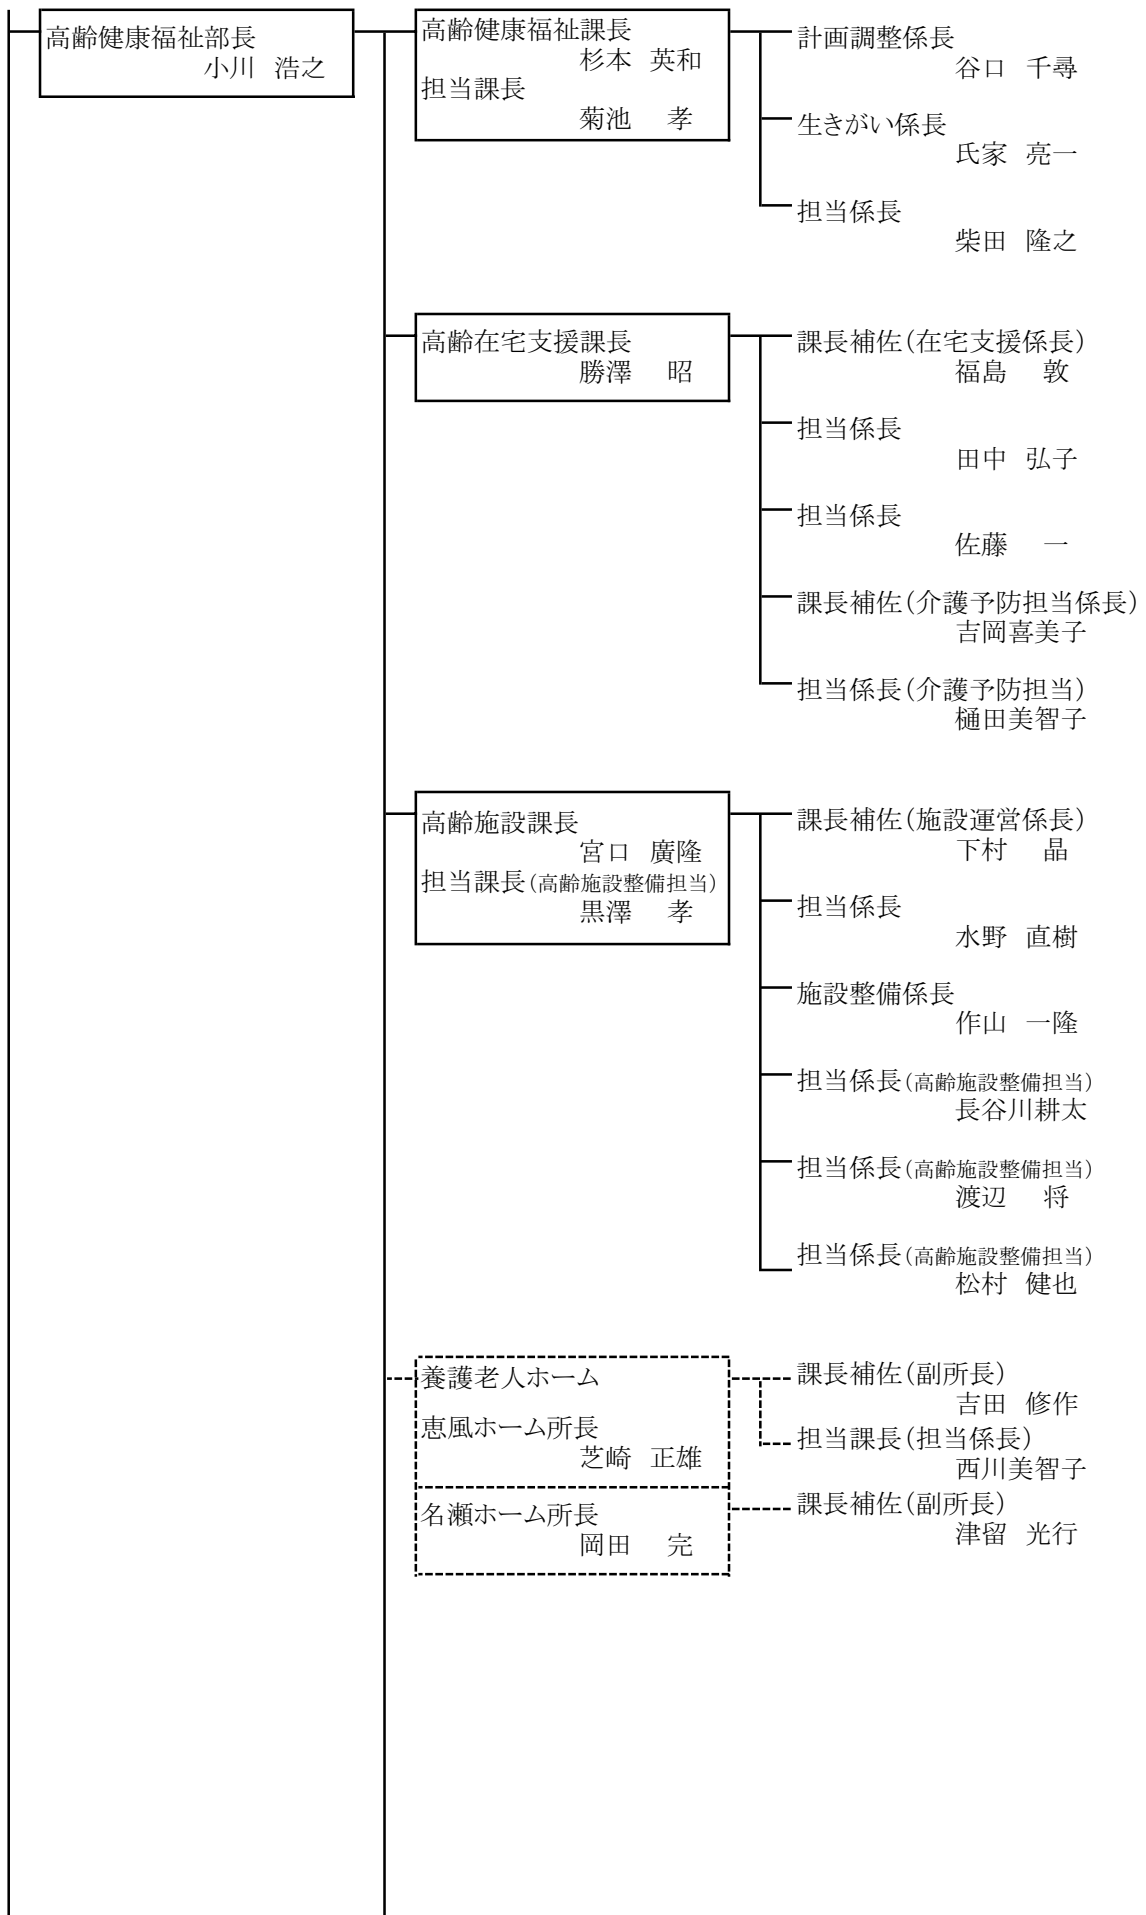 高齢健康福祉部長
小川 浩之
高齢健康福祉課長
杉本 英和
担当課長
菊池 孝
計画調整係長
谷口 千尋
生きがい係長
氏家 亮一
担当係長
柴田 隆之
高齢在宅支援課長
勝澤 昭
課長補佐(在宅支援係長)
福島 敦
担当係長
田中 弘子
担当係長
佐藤 一
課長補佐(介護予防担当係長)
吉岡喜美子
担当係長(介護予防担当)
樋田美智子
高齢施設課長
宮口 廣隆
担当課長(高齢施設整備担当)
黒澤 孝
課長補佐(施設運営係長)
下村 晶
担当係長
水野 直樹
施設整備係長
作山 一隆
担当係長(高齢施設整備担当)
長谷川耕太
担当係長(高齢施設整備担当)
渡辺 将
担当係長(高齢施設整備担当)
松村 健也
養護老人ホーム
恵風ホーム所長
芝崎 正雄
課長補佐(副所長)
吉田 修作
担当課長(担当係長)
西川美智子
名瀬ホーム所長
岡田 完
課長補佐(副所長)
津留 光行